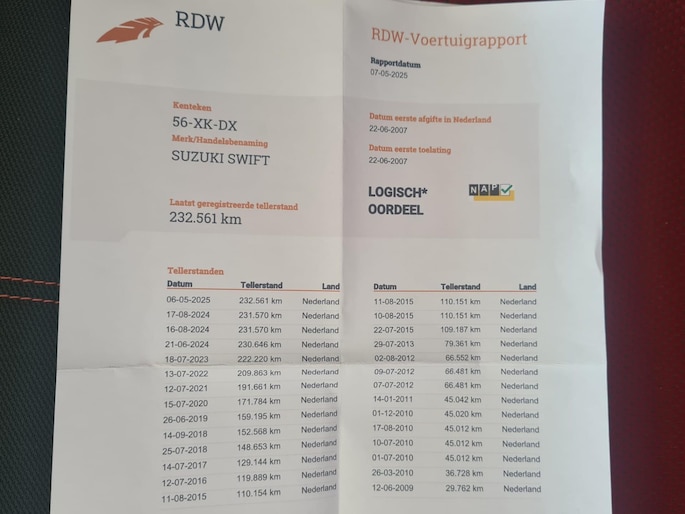 RDW
RDW-Voertuigrapport
Rapportdatum
07-05-2025
Kenteken
56-XK-DX
Merk/Handelsbenaming
SUZUKI SWIFT
Datum eerste afgifte in Nederland
22-06-2007
Datum eerste toelating
22-06-2007
Laatst geregistreerde tellerstand
232.561 km
LOGISCH*
OORDEEL
NAP
Tellerstanden
Datum Tellerstand Land
06-05-2025 232.561 km Nederland
17-08-2024 231.570 km Nederland
16-08-2024 231.570 km Nederland
21-06-2024 230.646 km Nederland
18-07-2023 222.220 km Nederland
13-07-2022 209.863 km Nederland
12-07-2021 191.661 km Nederland
15-07-2020 171.784 km Nederland
26-06-2019 159.195 km Nederland
14-09-2018 152.568 km Nederland
25-07-2018 148.653 km Nederland
14-07-2017 129.144 km Nederland
12-07-2016 119.889 km Nederland
11-08-2015 110.154 km Nederland
Datum Tellerstand Land
11-08-2015 110.151 km Nederland
10-08-2015 110.151 km Nederland
22-07-2015 109.187 km Nederland
29-07-2013 79.361 km Nederland
02-08-2012 66.552 km Nederland
09-07-2012 66.481 km Nederland
07-07-2012 66.481 km Nederland
14-01-2011 45.042 km Nederland
01-12-2010 45.020 km Nederland
17-08-2010 45.012 km Nederland
10-07-2010 45.012 km Nederland
01-07-2010 45.012 km Nederland
26-03-2010 36.728 km Nederland
12-06-2009 29.762 km Nederland